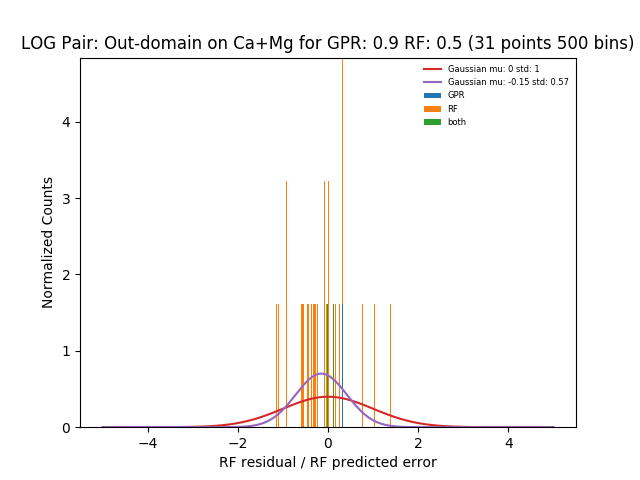 LOG Pair: Out-domain on Ca+Mg for GPR: 0.9 RF: 0.5 (31 points 500 bins)
Gaussian mu: 0 std: 1
Gaussian mu: -0.15 std: 0.57
GPR
RF
both
Normalized Counts
4
3
2
1
0
−4
−2
0
2
4
RF residual / RF predicted error